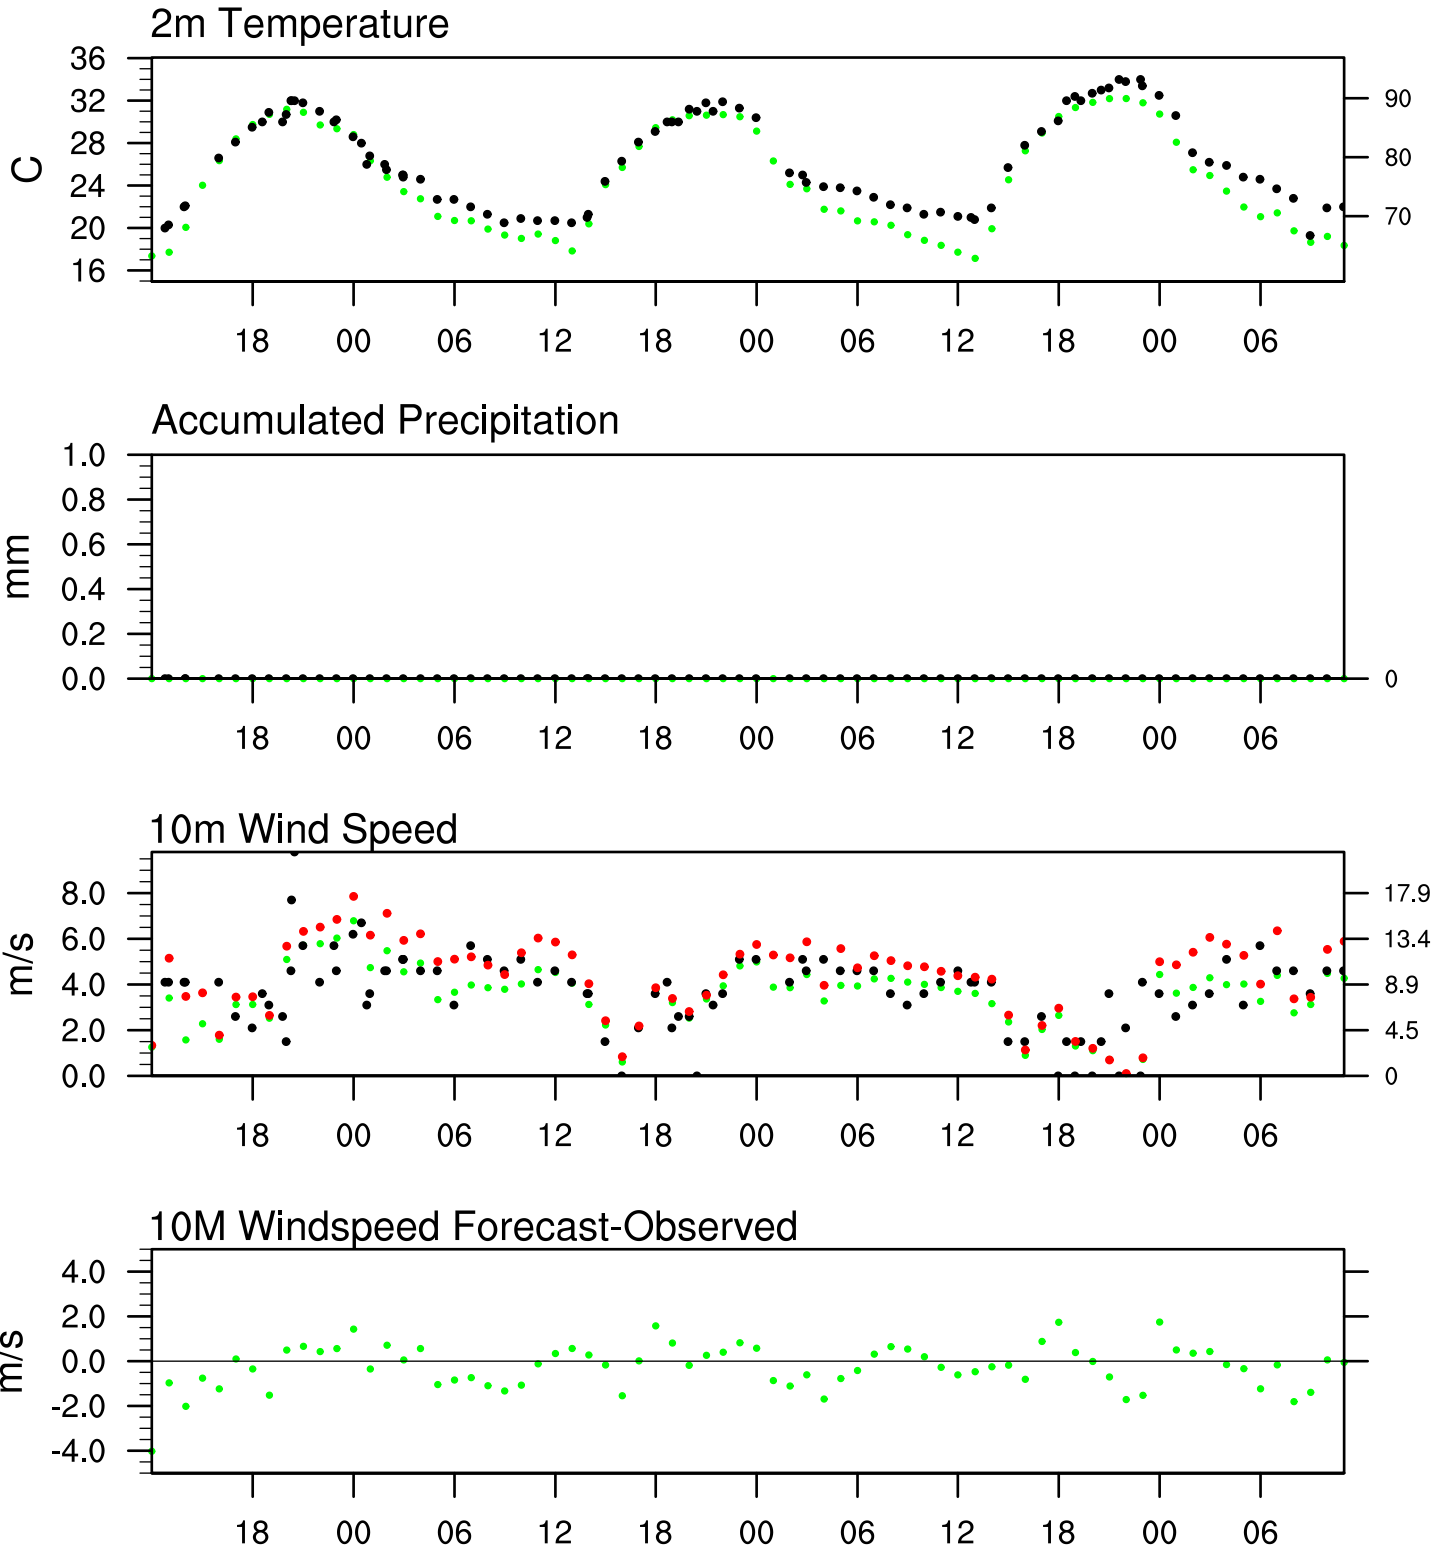 2m Temperature
36
32
28
24
20
16
C
90
80
70
18 00 06 12 18 00 06 12 18 00 06
Accumulated Precipitation
1.0
0.8
0.6
0.4
0.2
0.0
mm
0
18 00 06 12 18 00 06 12 18 00 06
10m Wind Speed
8.0
6.0
4.0
2.0
0.0
m/s
17.9
13.4
8.9
4.5
0
18 00 06 12 18 00 06 12 18 00 06
10M Windspeed Forecast-Observed
4.0
2.0
0.0
-2.0
-4.0
m/s
18 00 06 12 18 00 06 12 18 00 06